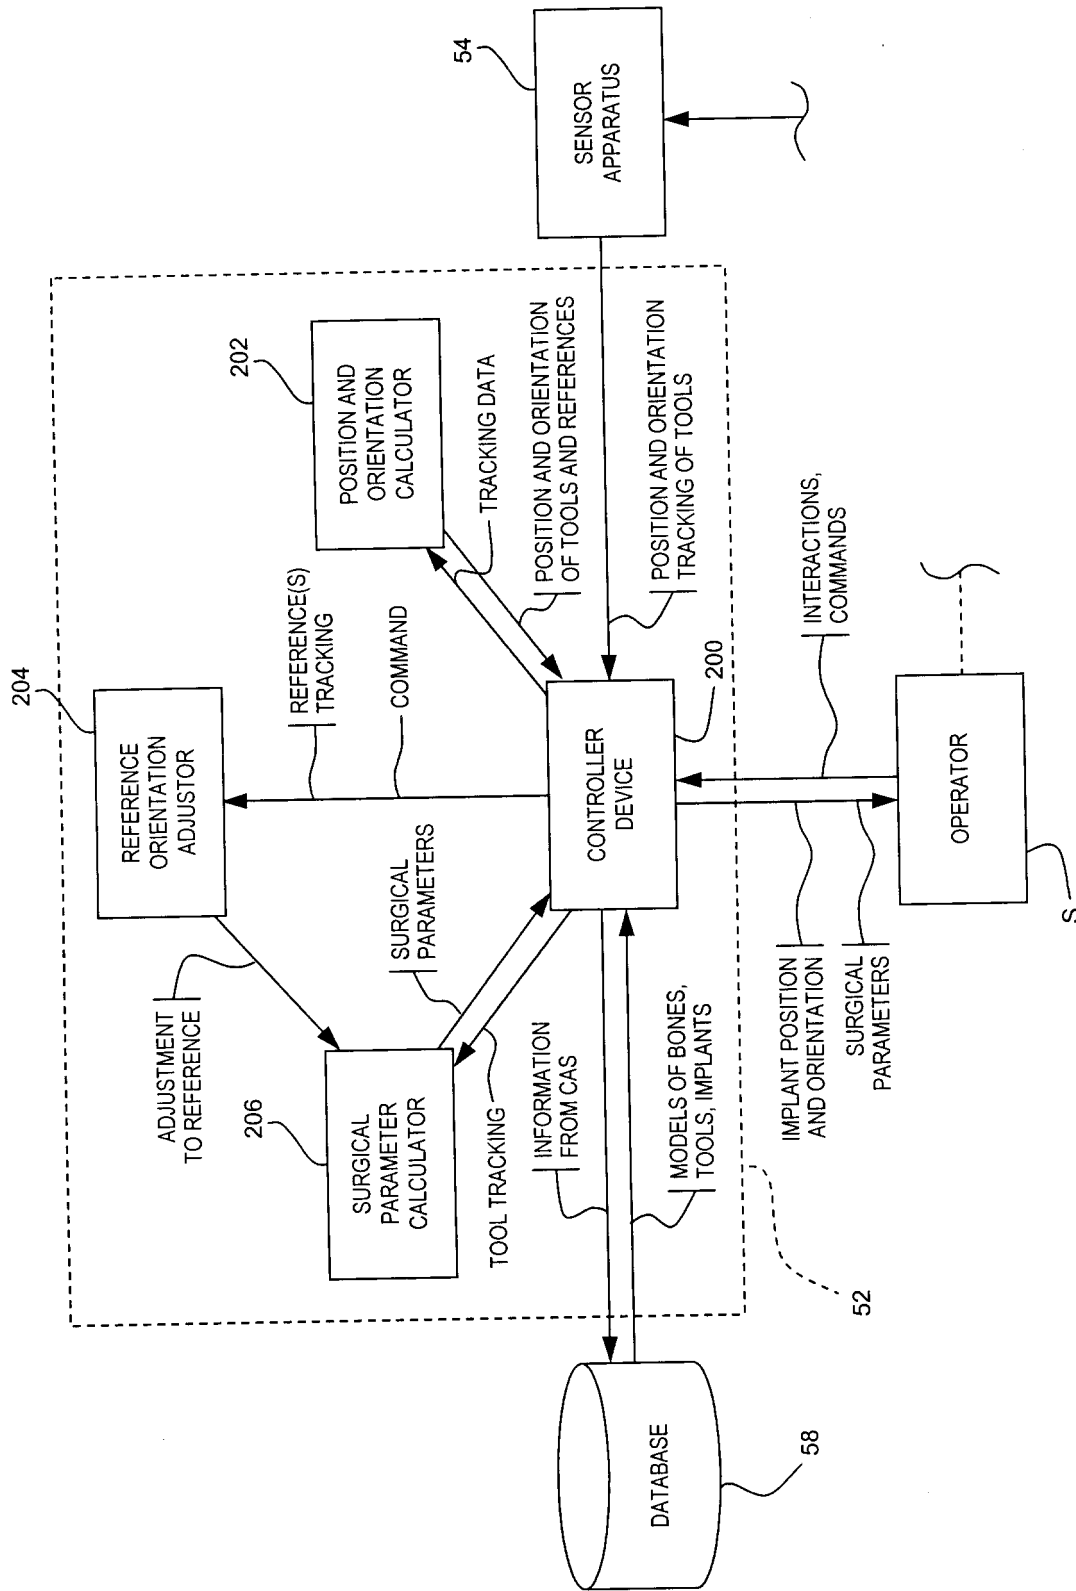 204
REFERENCE
ORIENTATION
ADJUSTOR
ADJUSTMENT
TO REFERENCE
REFERENCE(S)
TRACKING
COMMAND
202
POSITION AND
ORIENTATION
CALCULATOR
TRACKING DATA
POSITION AND ORIENTATION
OF TOOLS AND REFERENCES
206
SURGICAL
PARAMETER
CALCULATOR
SURGICAL
PARAMETERS
TOOL TRACKING
54
SENSOR
APPARATUS
POSITION AND ORIENTATION
TRACKING OF TOOLS
CONTROLLER
DEVICE
200
INFORMATION
FROM CAS
MODELS OF BONES,
TOOLS, IMPLANTS
DATABASE
58
52
IMPLANT POSITION
AND ORIENTATION
SURGICAL
PARAMETERS
INTERACTIONS,
COMMANDS
OPERATOR
S